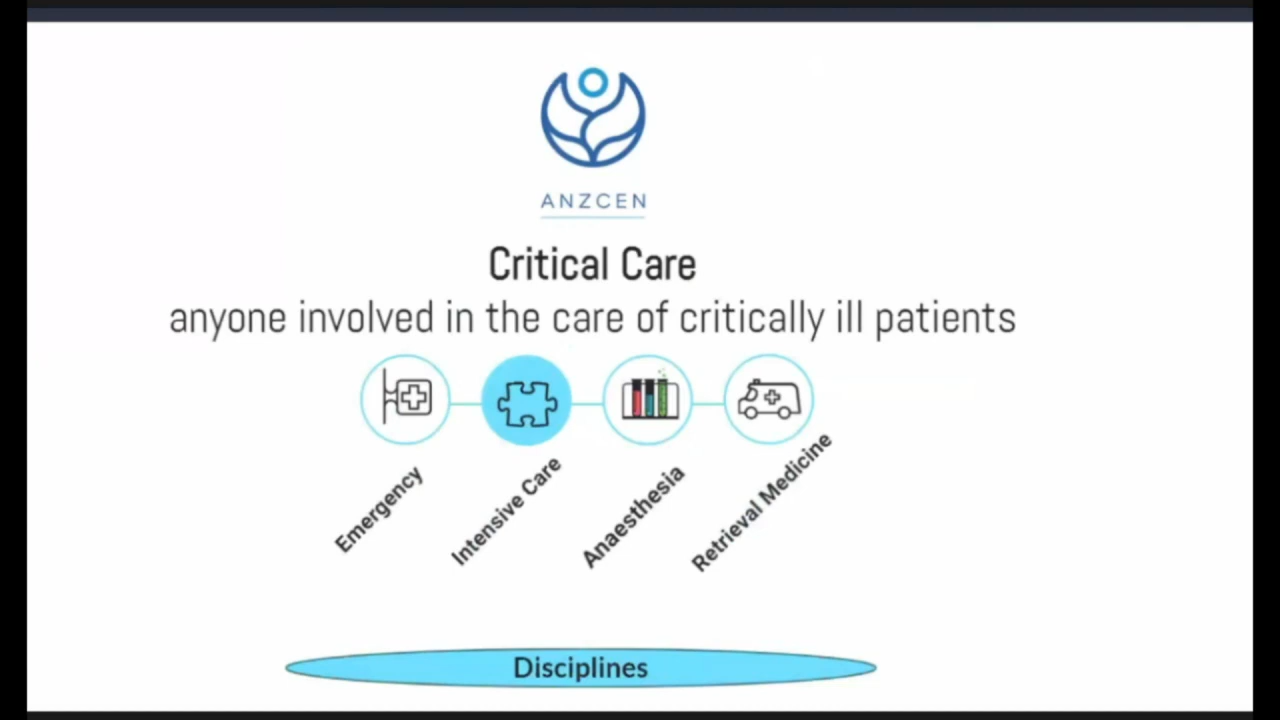 ANZCEN
Critical Care
anyone involved in the care of critically ill patients
Emergency
Intensive Care
Anaesthesia
Retrieval Medicine
Disciplines